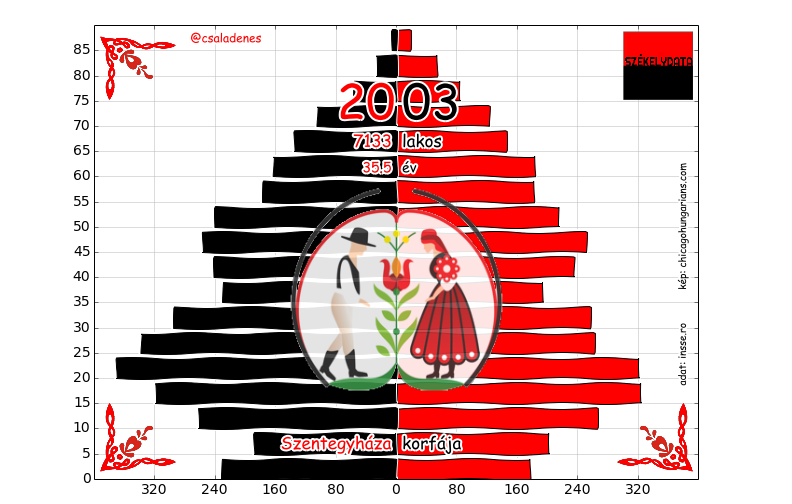 @csaladenes
SZÉKELYDATA
2003
7133 lakos
35.5 év
kép: chicagohungarians.com
adat: insse.ro
Szentegyháza korfája
85
80
75
70
65
60
55
50
45
40
35
30
25
20
15
10
5
0
320 240 160 80 0 80 160 240 320